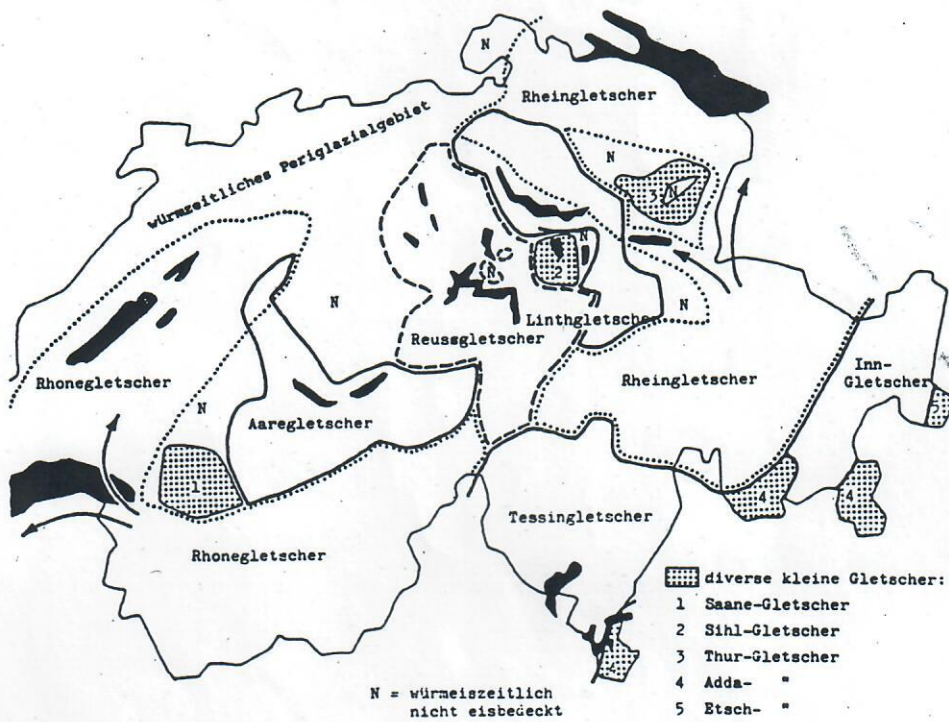 N
Rheingletscher
würmzeitliches Periglazialgebiet
N
3
N
N
2
N
N
N
Linthgletscher
Reussgletscher
Rhonegletscher
Rheingletscher
Inn-
Gletscher
5
N
Aaregletscher
1
4
4
Tessingletscher
Rhonegletscher
diverse kleine Gletscher:
1 Saane-Gletscher
2 Sihl-Gletscher
3 Thur-Gletscher
4 Adda- "
5 Etsch- "
N = würmeiszeitlich
nicht eisbedeckt